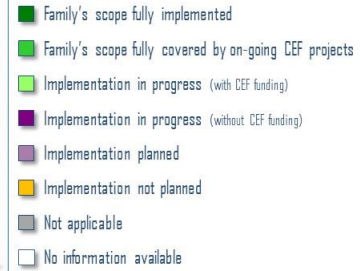 Family's scope fully implemented
Family's scope fully covered by on-going CEF projects
Implementation in progress (with CEF funding)
Implementation in progress (without CEF funding)
Implementation planned
Implementation not planned
Not applicable
No information available